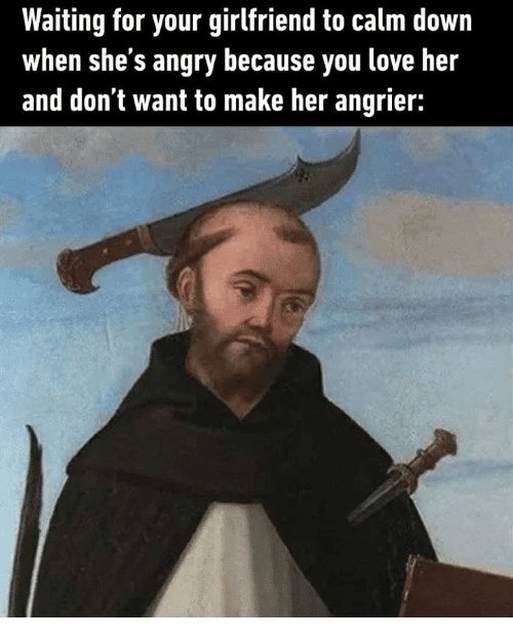 Waiting for your girlfriend to calm down
when she's angry because you love her
and don't want to make her angrier: